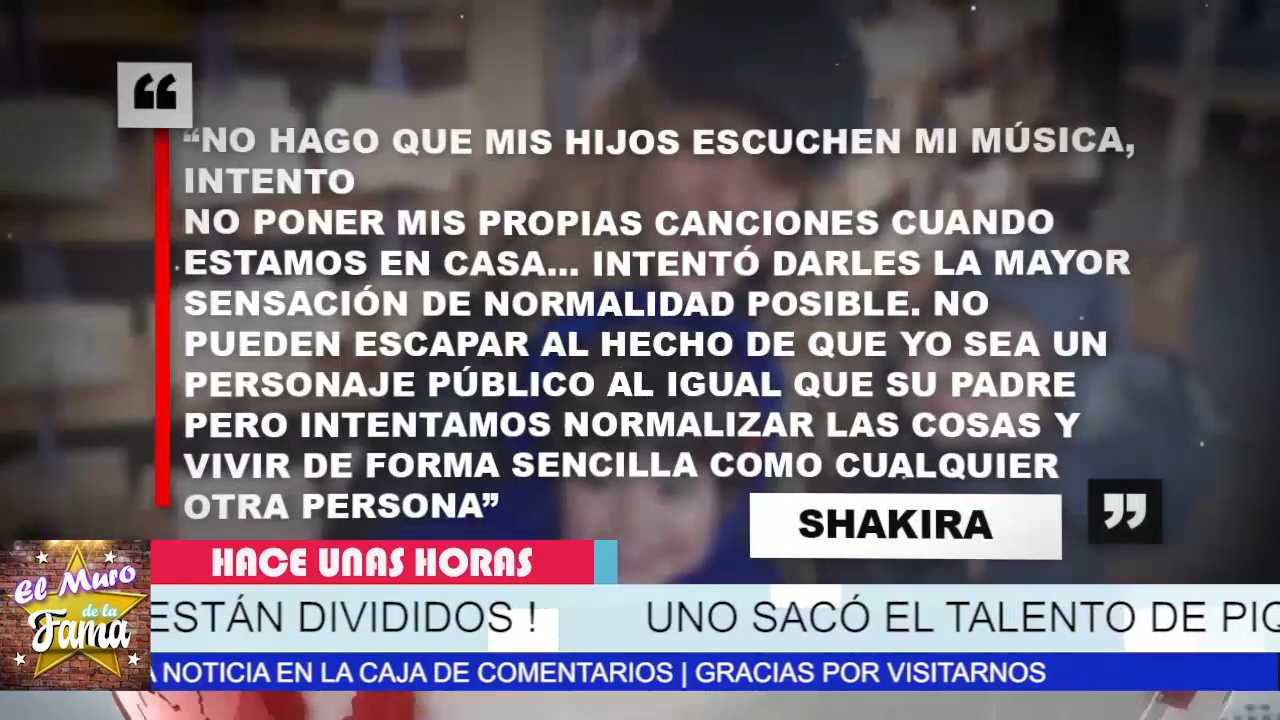 “NO HAGO QUE MIS HIJOS ESCUCHEN MI MÚSICA,
INTENTO
NO PONER MIS PROPIAS CANCIONES CUANDO
ESTAMOS EN CASA... INTENTÓ DARLES LA MAYOR
SENSACIÓN DE NORMALIDAD POSIBLE. NO
PUEDEN ESCAPAR AL HECHO DE QUE YO SEA UN
PERSONAJE PÚBLICO AL IGUAL QUE SU PADRE
PERO INTENTAMOS NORMALIZAR LAS COSAS Y
VIVIR DE FORMA SENCILLA COMO CUALQUIER
OTRA PERSONA”
SHAKIRA
HACE UNAS HORAS
El Muro
de la
Fama
ESTÁN DIVIDIDOS ! UNO SACÓ EL TALENTO DE PIQ
A NOTICIA EN LA CAJA DE COMENTARIOS | GRACIAS POR VISITARNOS